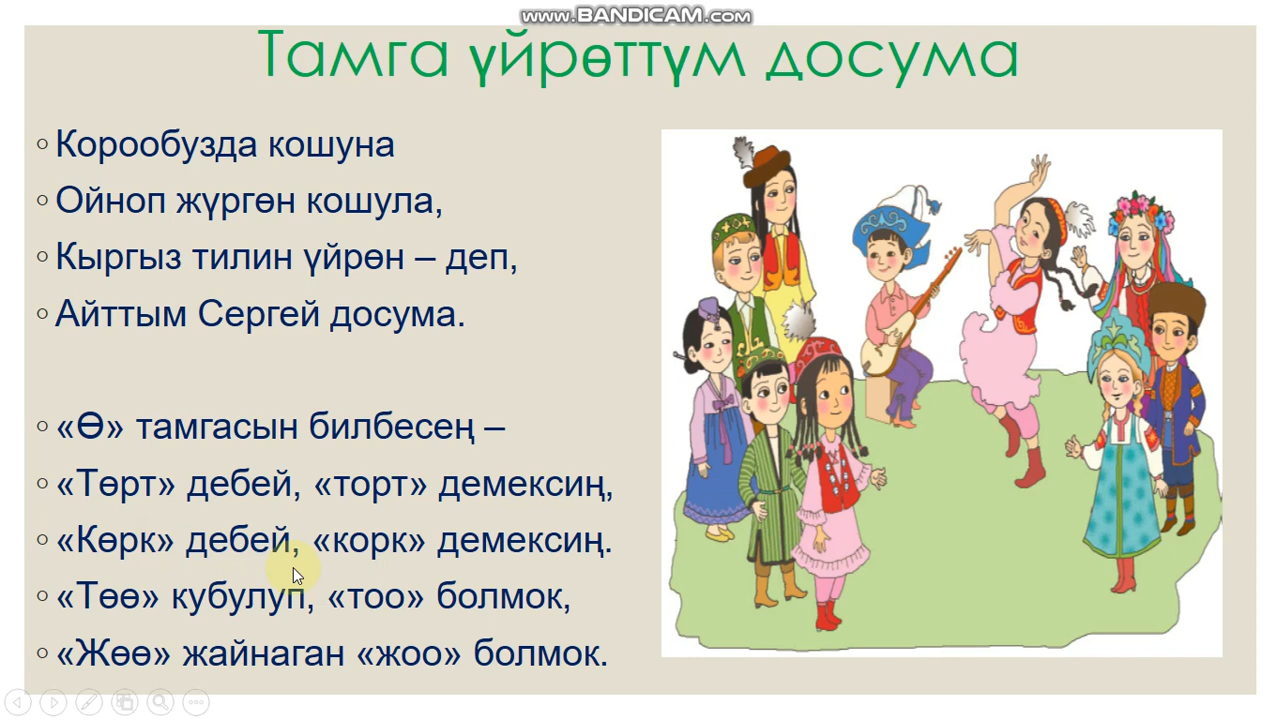 www.BANDICAM.com
Тамга үйрөттүм досума
Корообузда кошуна
Ойноп жүргөн кошула,
Кыргыз тилин үйрөн – деп,
Айттым Сергей досума.
«Ө» тамгасын билбесең –
«Төрт» дебей, «торт» демексиң,
«Көрк» дебей, «корк» демексиң.
«Төө» кубулуп, «тоо» болмок,
«Жөө» жайнаган «жоо» болмок.